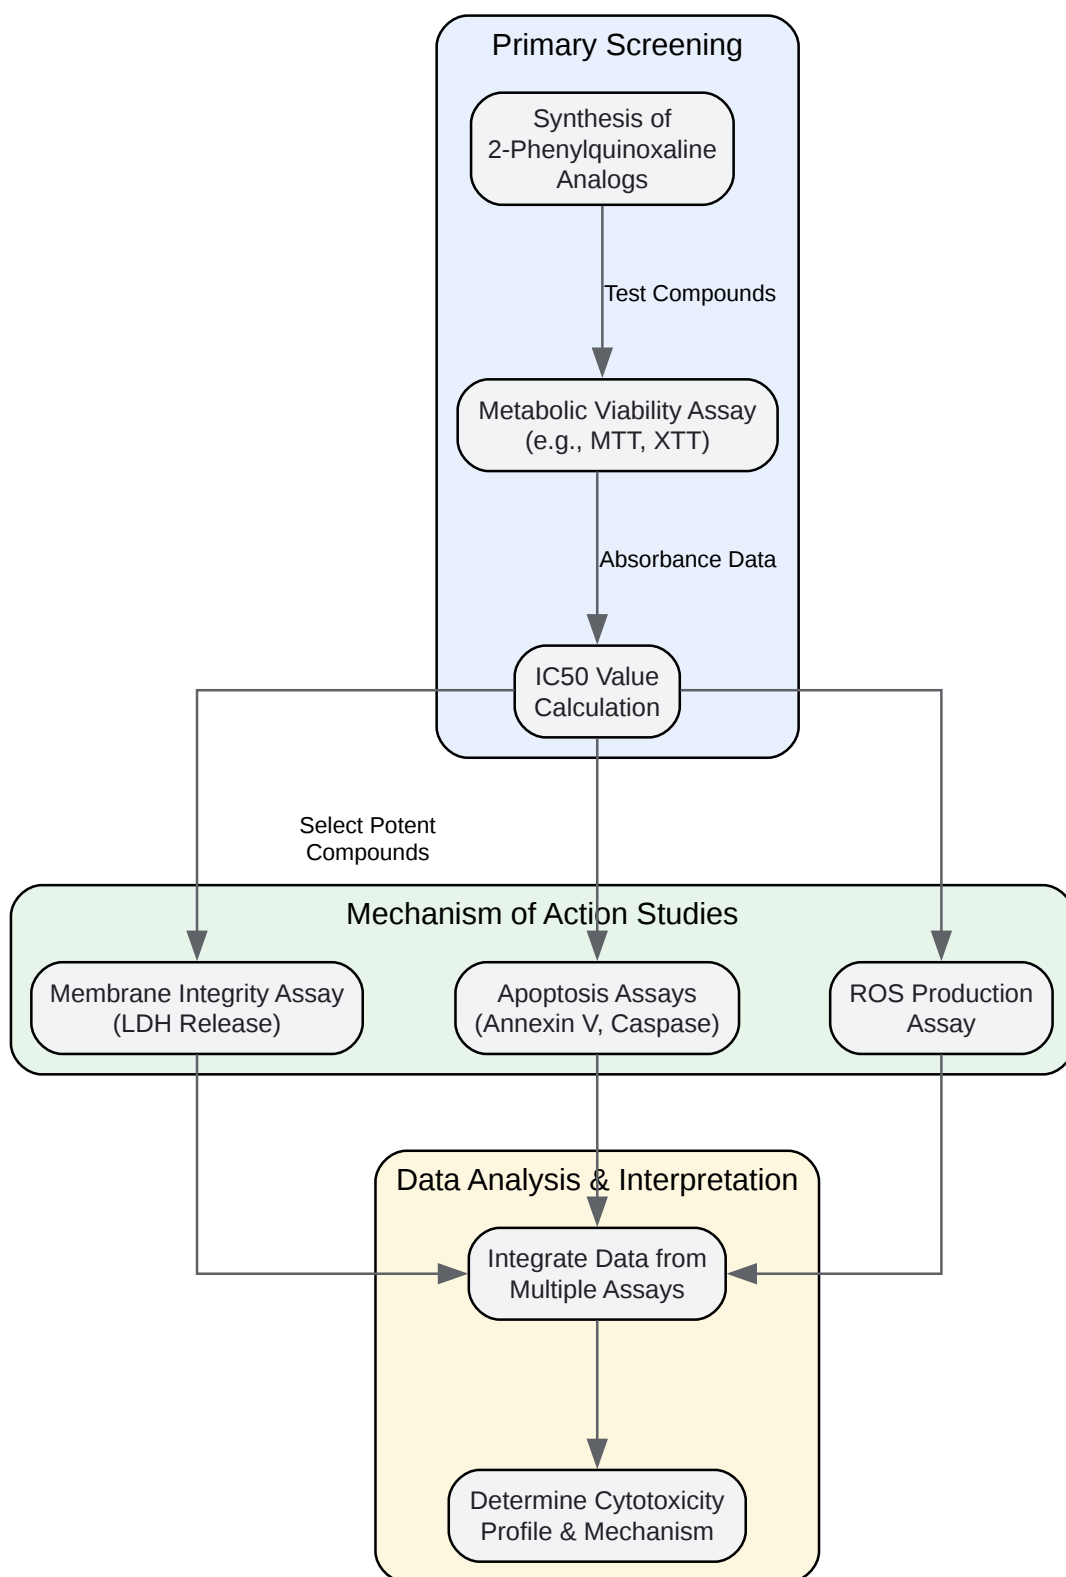 Primary Screening
Synthesis of
2-Phenylquinoxaline
Analogs
Test Compounds
Metabolic Viability Assay
(e.g., MTT, XTT)
Absorbance Data
IC50 Value
Calculation
Select Potent
Compounds
Mechanism of Action Studies
Membrane Integrity Assay
(LDH Release)
Apoptosis Assays
(Annexin V, Caspase)
ROS Production
Assay
Data Analysis & Interpretation
Integrate Data from
Multiple Assays
Determine Cytotoxicity
Profile & Mechanism